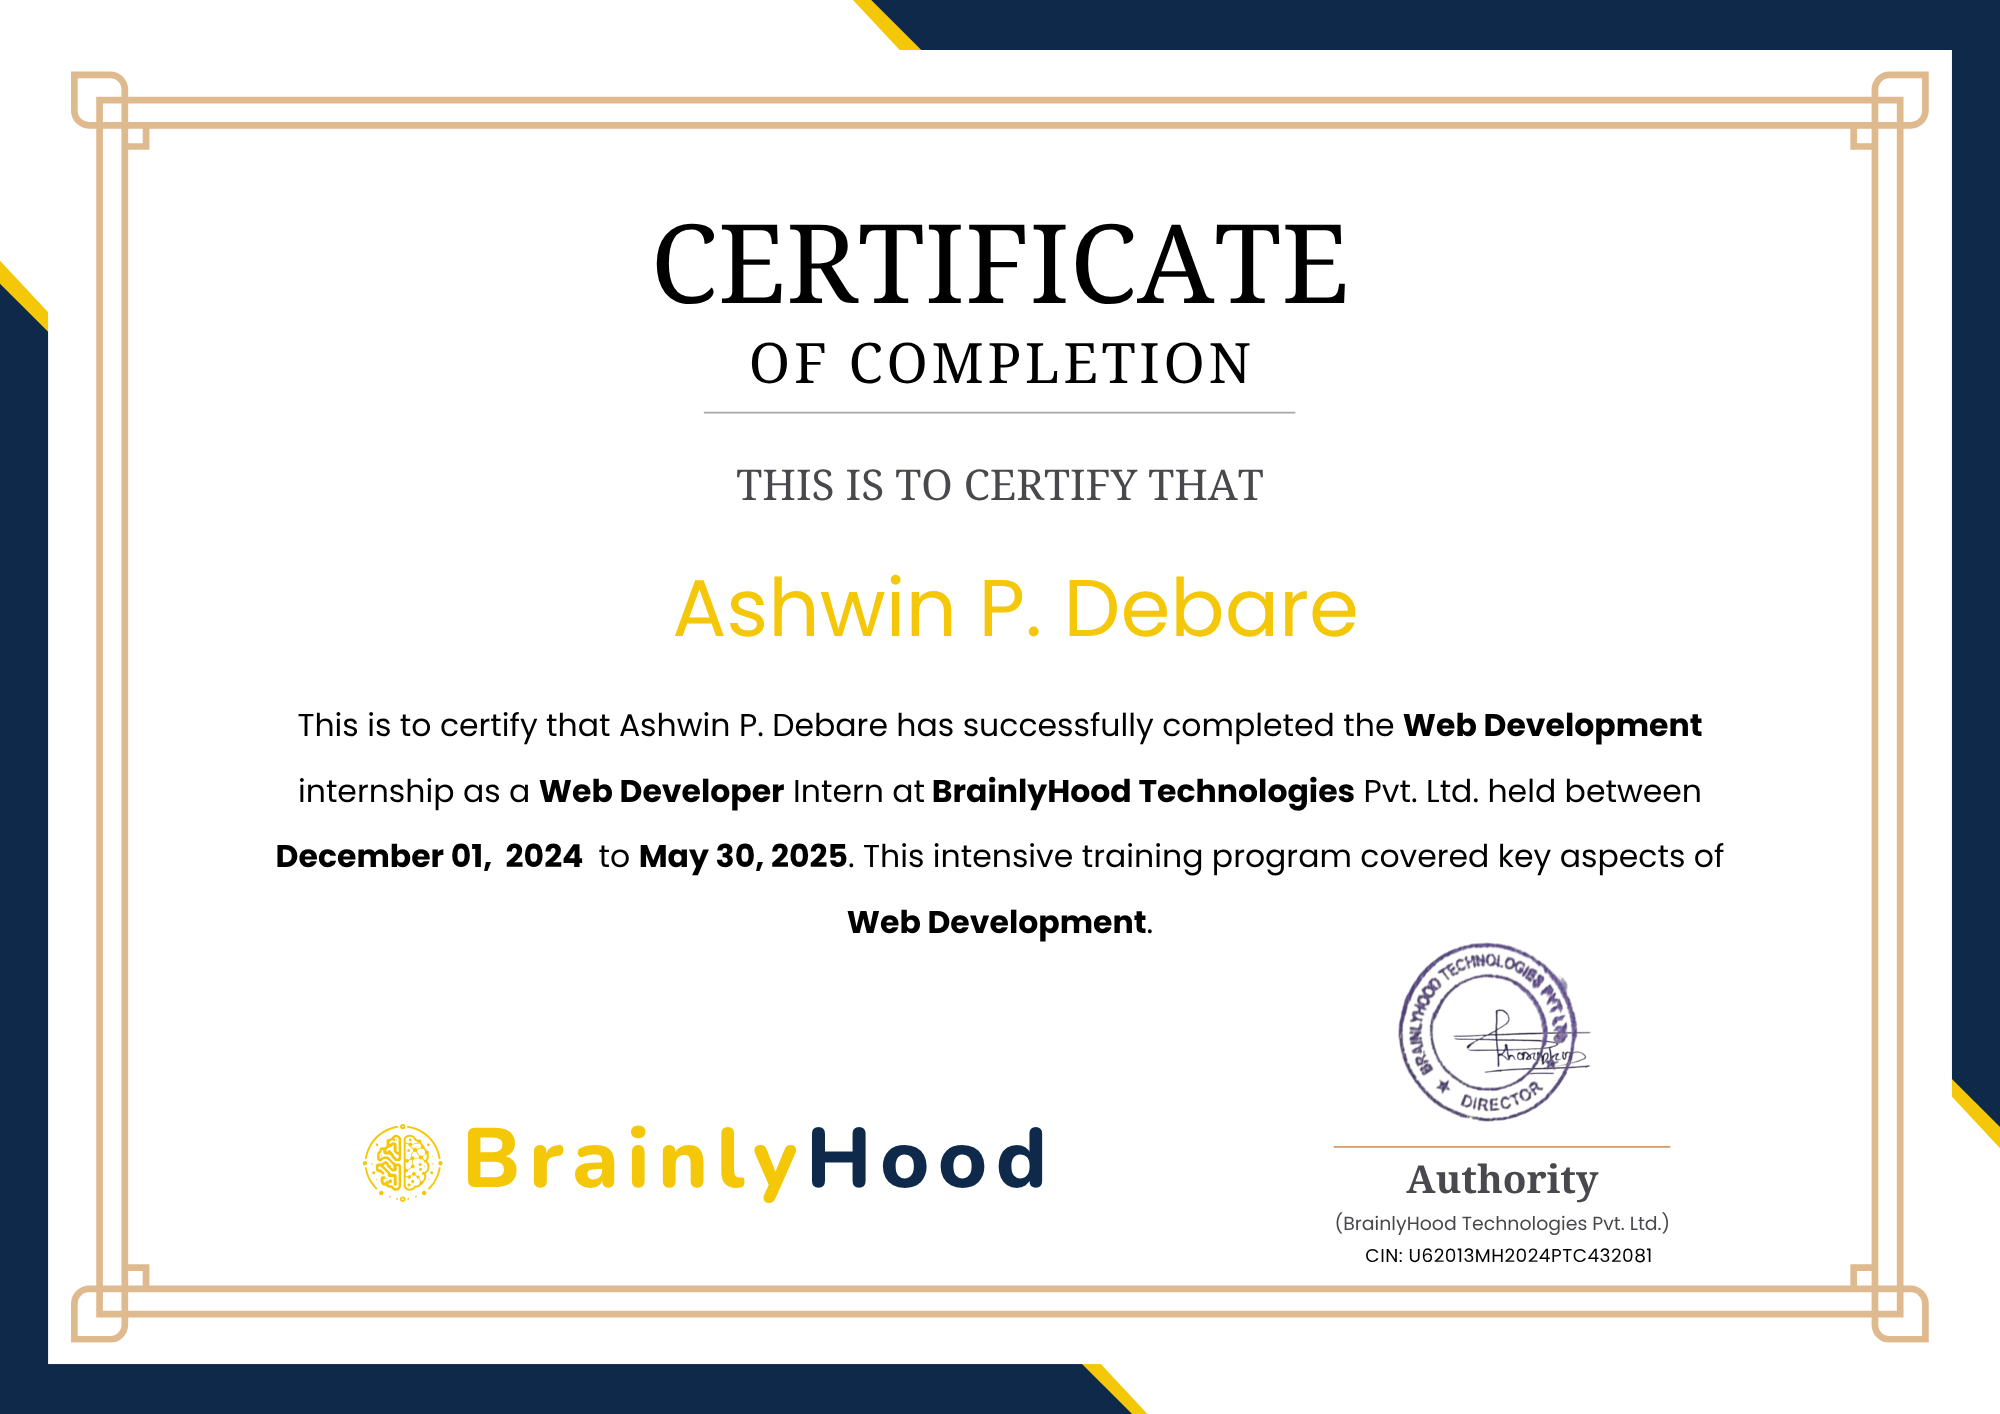 CERTIFICATE
OF COMPLETION
THIS IS TO CERTIFY THAT
Ashwin P. Debare
This is to certify that Ashwin P. Debare has successfully completed the Web Development
internship as a Web Developer Intern at BrainlyHood Technologies Pvt. Ltd. held between
December 01, 2024 to May 30, 2025. This intensive training program covered key aspects of
Web Development.
BRAINLYHOOD TECHNOLOGIES PVT LTD
DIRECTOR
BrainlyHood
Authority
(BrainlyHood Technologies Pvt. Ltd.)
CIN: U62013MH2024PTC432081